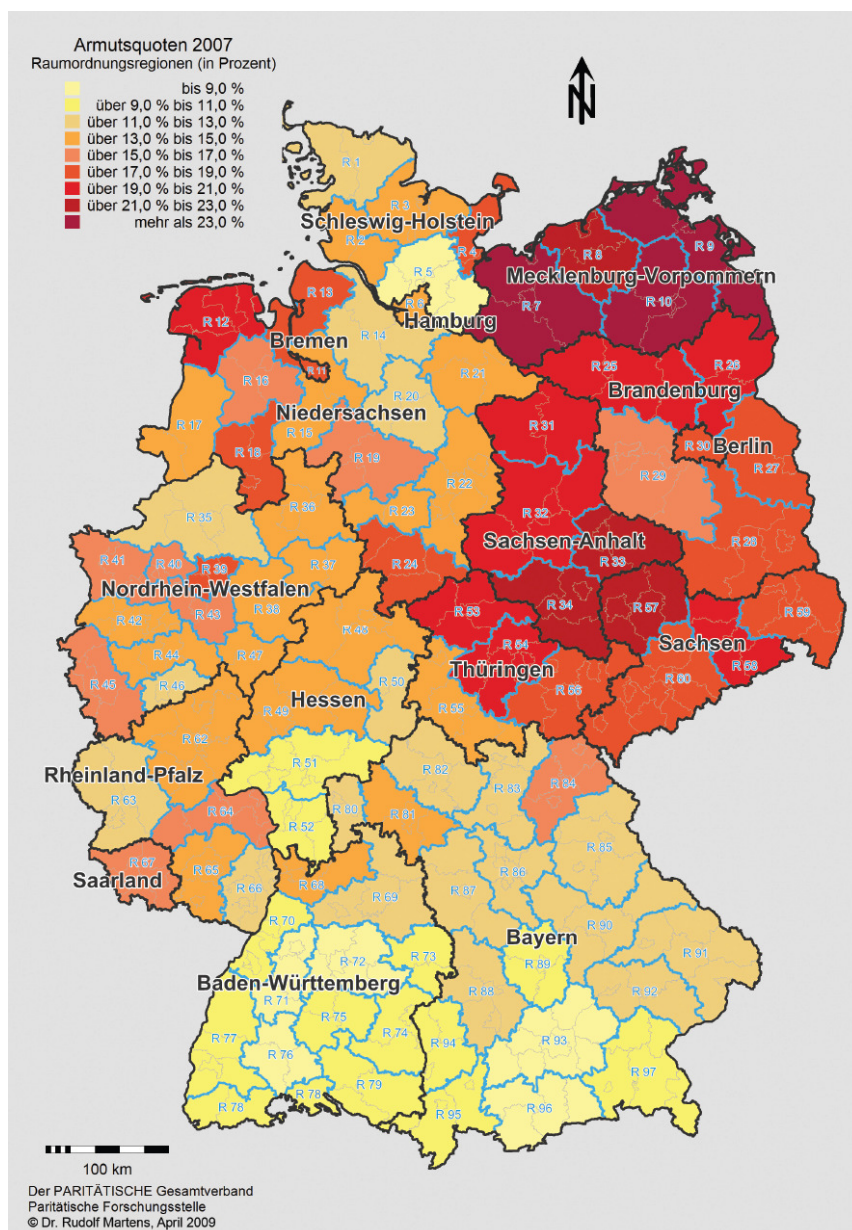 Armutsquoten 2007
Raumordnungsregionen (in Prozent)
bis 9,0 %
über 9,0 % bis 11,0 %
über 11,0 % bis 13,0 %
über 13,0 % bis 15,0 %
über 15,0 % bis 17,0 %
über 17,0 % bis 19,0 %
über 19,0 % bis 21,0 %
über 21,0 % bis 23,0 %
mehr als 23,0 %
N
R 1
R 3
Schleswig-Holstein
R 2
R 4
R 5
R 6
Hamburg
R 8
R 9
Mecklenburg-Vorpommern
R 7
R 10
R 13
R 12
Bremen
R 14
R 11
R 16
R 20
R 21
R 25
R 26
Brandenburg
Niedersachsen
R 17
R 15
R 18
R 19
R 31
R 30
Berlin
R 29
R 27
R 22
R 35
R 36
R 23
R 32
Sachsen-Anhalt
R 28
R 33
R 41
R 40
R 39
R 37
R 24
Nordrhein-Westfalen
R 42
R 43
R 38
R 53
R 34
R 57
R 59
R 48
R 44
R 47
R 54
Sachsen
Thüringen
R 58
R 45
R 46
R 50
R 56
R 60
Hessen
R 49
R 55
R 62
R 51
Rheinland-Pfalz
R 63
R 82
R 83
R 84
R 64
R 52
R 80
R 81
R 67
Saarland
R 65
R 66
R 68
R 69
R 85
R 86
R 87
R 70
R 90
Bayern
R 91
R 72
R 73
R 89
Baden-Württemberg
R 71
R 88
R 92
R 77
R 75
R 74
R 94
R 93
R 76
R 97
R 79
R 78
R 78
R 95
R 96
100 km
Der PARITÄTISCHE Gesamtverband
Paritätische Forschungsstelle
© Dr. Rudolf Martens, April 2009